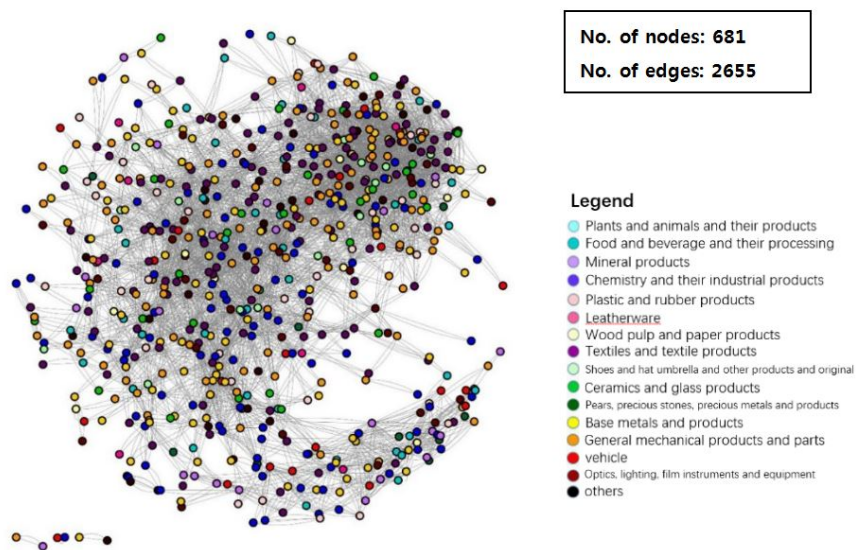 No. of nodes: 681
No. of edges: 2655
Legend
Plants and animals and their products
Food and beverage and their processing
Mineral products
Chemistry and their industrial products
Plastic and rubber products
Leatherware
Wood pulp and paper products
Textiles and textile products
Shoes and hat umbrella and other products and original
Ceramics and glass products
Pears, precious stones, precious metals and products
Base metals and products
General mechanical products and parts
vehicle
Optics, lighting, film instruments and equipment
others